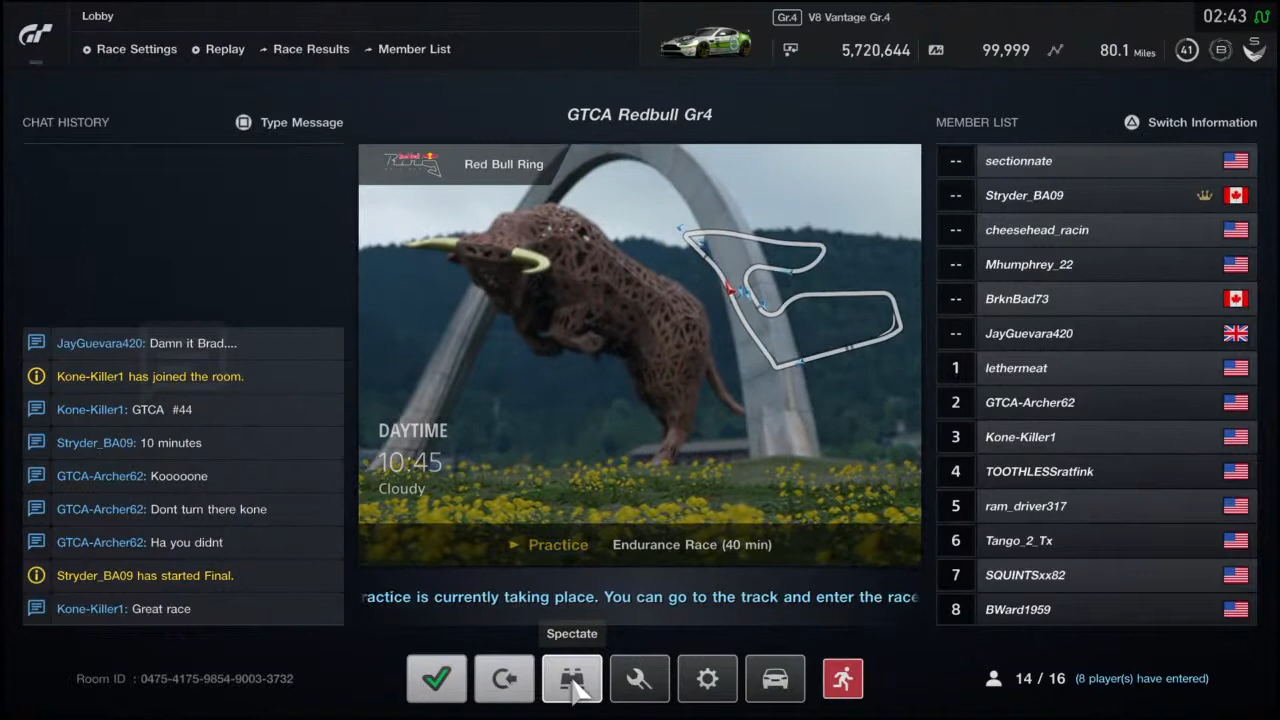 Lobby
Gr.4 V8 Vantage Gr.4
02:43
Race Settings Replay Race Results Member List
5,720,644 99,999 80.1 Miles 41 B S
CHAT HISTORY Type Message
GTCA Redbull Gr4
MEMBER LIST Switch Information
Red Bull Ring
DAYTIME
10:45
Cloudy
Practice Endurance Race (40 min)
ractice is currently taking place. You can go to the track and enter the race
JayGuevara420: Damn it Brad....
Kone-Killer1 has joined the room.
Kone-Killer1: GTCA #44
Stryder_BA09: 10 minutes
GTCA-Archer62: Kooooone
GTCA-Archer62: Dont turn there kone
GTCA-Archer62: Ha you didnt
Stryder_BA09 has started Final.
Kone-Killer1: Great race
-- sectionnate
-- Stryder_BA09
-- cheesehead_racin
-- Mhumphrey_22
-- BrknBad73
-- JayGuevara420
1 lethermeat
2 GTCA-Archer62
3 Kone-Killer1
4 TOOTHLESSratfink
5 ram_driver317
6 Tango_2_Tx
7 SQUINTSxx82
8 BWard1959
Spectate
Room ID : 0475-4175-9854-9003-3732
14 / 16 (8 player(s) have entered)